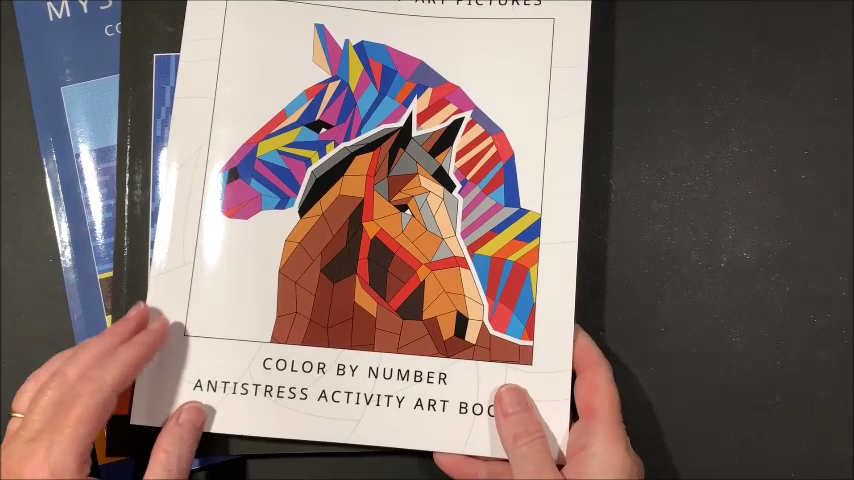 MYS
CO
ART PICTURES
COLOR BY NUMBER
ANTISTRESS ACTIVITY ART BOO